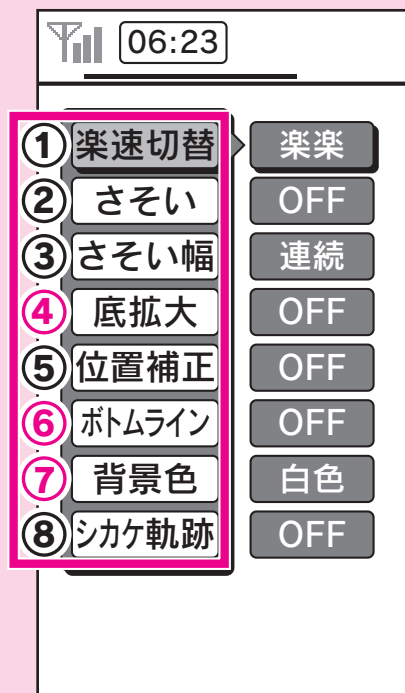 06:23
①楽速切替 楽楽
②さそい OFF
③さそい幅 連続
④底拡大 OFF
⑤位置補正 OFF
⑥ボトムライン OFF
⑦背景色 白色
⑧シカケ軌跡 OFF